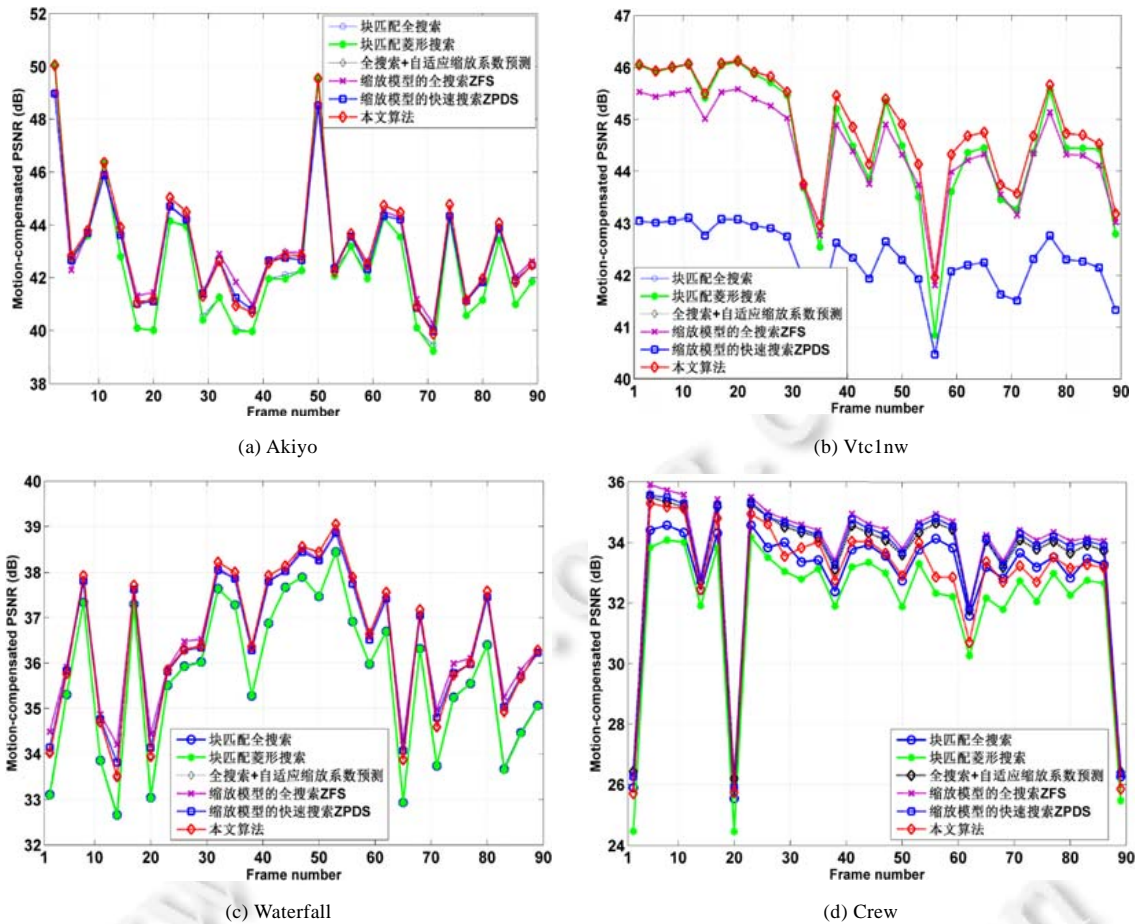 52
50
48
46
44
42
40
38
10
20
30
40
50
60
70
80
90
Motion-compensated PSNR (dB)
Frame number
块匹配全搜索
块匹配菱形搜索
全搜索+自适应缩放系数预测
缩放模型的全搜索ZFS
缩放模型的快速搜索ZPDS
本文算法
(a) Akiyo
47
46
45
44
43
42
41
40
1
10
20
30
40
50
60
70
80
90
Motion-compensated PSNR (dB)
Frame number
块匹配全搜索
块匹配菱形搜索
全搜索+自适应缩放系数预测
缩放模型的全搜索ZFS
缩放模型的快速搜索ZPDS
本文算法
(b) Vtc1nw
40
39
38
37
36
35
34
33
32
1
10
20
30
40
50
60
70
80
90
Motion-compensated PSNR (dB)
Frame number
块匹配全搜索
块匹配菱形搜索
全搜索+自适应缩放系数预测
缩放模型的全搜索ZFS
缩放模型的快速搜索ZPDS
本文算法
(c) Waterfall
36
34
32
30
28
26
24
1
10
20
30
40
50
60
70
80
90
Motion-compensated PSNR (dB)
Frame number
块匹配全搜索
块匹配菱形搜索
全搜索+自适应缩放系数预测
缩放模型的全搜索ZFS
缩放模型的快速搜索ZPDS
本文算法
(d) Crew